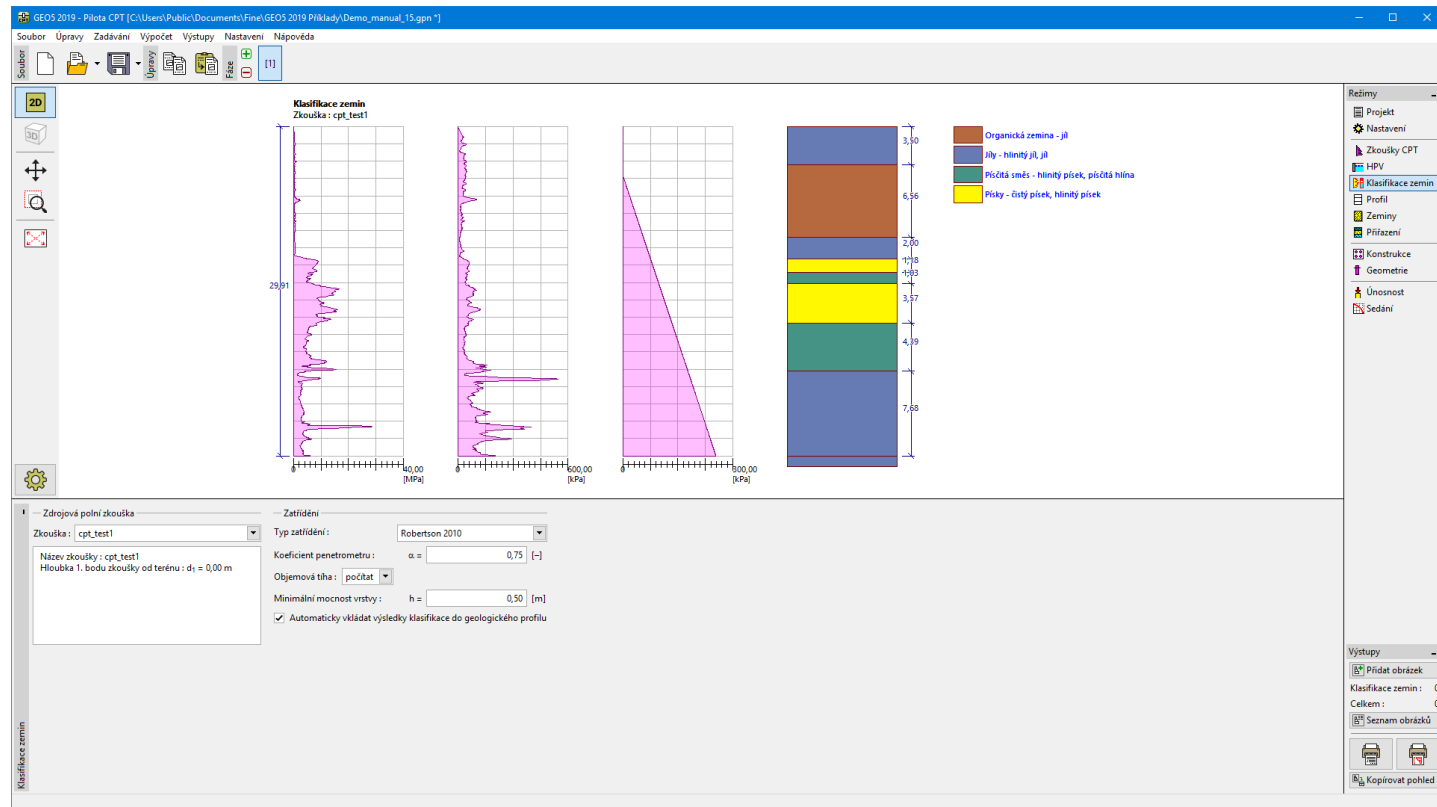 GEO5 2019 - Pilota CPT [C:\Users\Public\Documents\Fine\GEO5 2019 Příklady\Demo_manual_15.gpn *]
Soubor Úpravy Zadávání Výpočet Výstupy Nastavení Nápověda
Soubor
Úpravy
Fáze
[1]
2D
3D
Klasifikace zemin
Zkouška : cpt_test1
29,91
0
40,00
[MPa]
0
600,00
[kPa]
0
300,00
[kPa]
3,50
6,56
2,00
4,39
3,57
7,68
Organická zemina - jíl
Jíly - hlinitý jíl, jíl
Písčitá směs - hlinitý písek, písčitá hlína
Písky - čistý písek, hlinitý písek
Režimy
Projekt
Nastavení
Zkoušky CPT
HPV
Klasifikace zemin
Profil
Zeminy
Přiřazení
Konstrukce
Geometrie
Únosnost
Sedání
Klasifikace zemin
Zdrojová polní zkouška
Zkouška : cpt_test1
Název zkoušky : cpt_test1
Hloubka 1. bodu zkoušky od terénu : d1 = 0,00 m
Zatřídění
Typ zatřídění : Robertson 2010
Koeficient penetrometru : α = 0,75 [–]
Objemová tíha : počítat
Minimální mocnost vrstvy : h = 0,50 [m]
Automaticky vkládat výsledky klasifikace do geologického profilu
Výstupy
Přidat obrázek
Klasifikace zemin :
Celkem :
Seznam obrázků
Kopírovat pohled